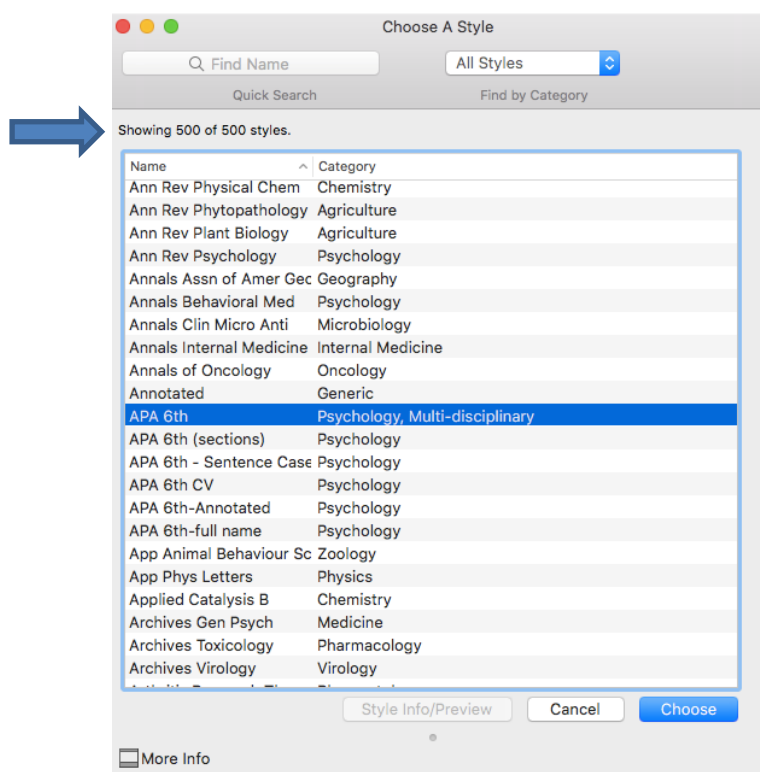 Choose A Style
Find Name
All Styles
Quick Search
Find by Category
Showing 500 of 500 styles.
Name Category
Ann Rev Physical Chem Chemistry
Ann Rev Phytopathology Agriculture
Ann Rev Plant Biology Agriculture
Ann Rev Psychology Psychology
Annals Assn of Amer Geo Geography
Annals Behavioral Med Psychology
Annals Clin Micro Anti Microbiology
Annals Internal Medicine Internal Medicine
Annals of Oncology Oncology
Annotated Generic
APA 6th Psychology, Multi-disciplinary
APA 6th (sections) Psychology
APA 6th - Sentence Case Psychology
APA 6th CV Psychology
APA 6th-Annotated Psychology
APA 6th-full name Psychology
App Animal Behaviour Sc Zoology
App Phys Letters Physics
Applied Catalysis B Chemistry
Archives Gen Psych Medicine
Archives Toxicology Pharmacology
Archives Virology Virology
Style Info/Preview Cancel Choose
More Info